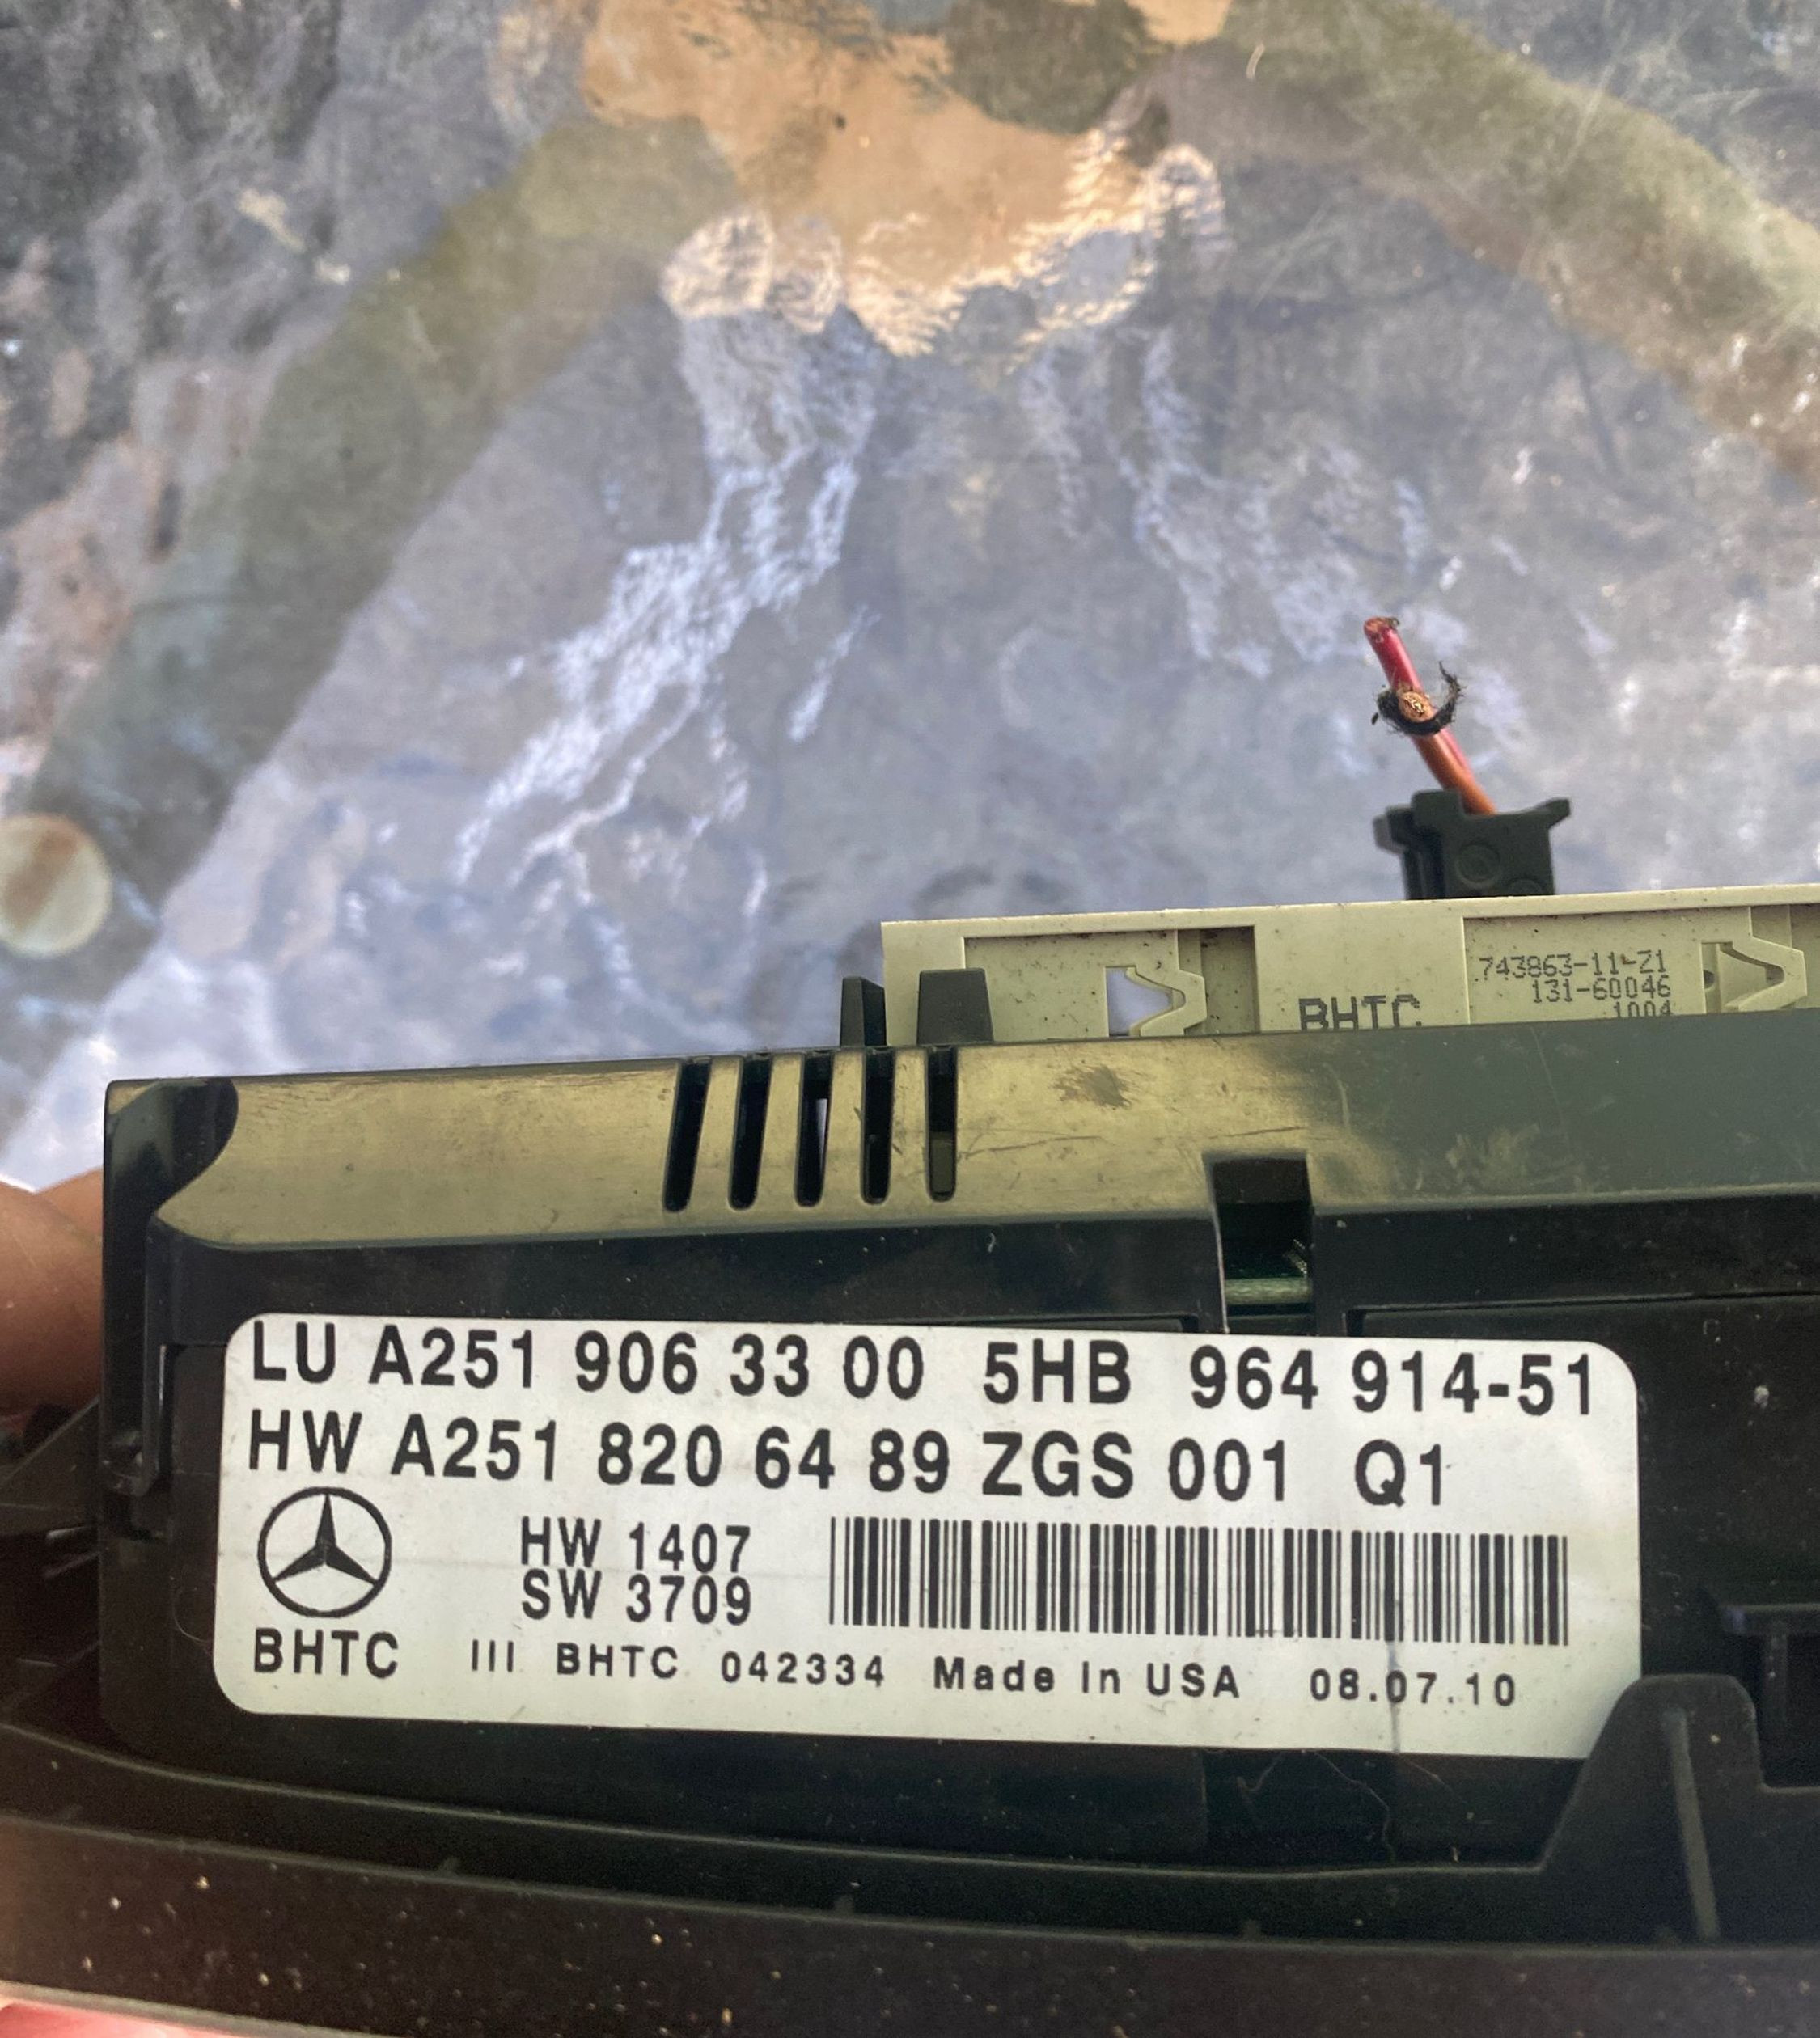 743863-11-Z1
131-60046
1004
BHTC
LU A251 906 33 00 5HB 964 914-51
HW A251 820 64 89 ZGS 001 Q1
HW 1407
SW 3709
BHTC III BHTC 042334 Made in USA 08.07.10